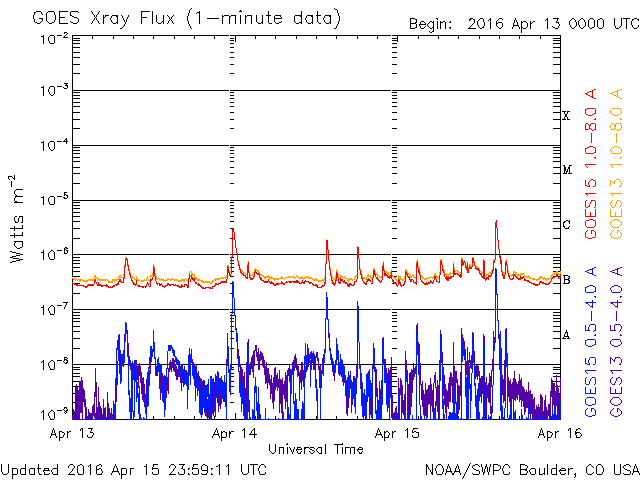 GOES Xray Flux (1-minute data)
Begin: 2016 Apr 13 0000 UTC
10⁻²
10⁻³
10⁻⁴
10⁻⁵
10⁻⁶
10⁻⁷
10⁻⁸
10⁻⁹
Watts m⁻²
X
M
C
B
A
GOES15 1.0-8.0 A
GOES13 1.0-8.0 A
GOES15 0.5-4.0 A
GOES13 0.5-4.0 A
Apr 13 Apr 14 Apr 15 Apr 16
Universal Time
Updated 2016 Apr 15 23:59:11 UTC
NOAA/SWPC Boulder, CO USA